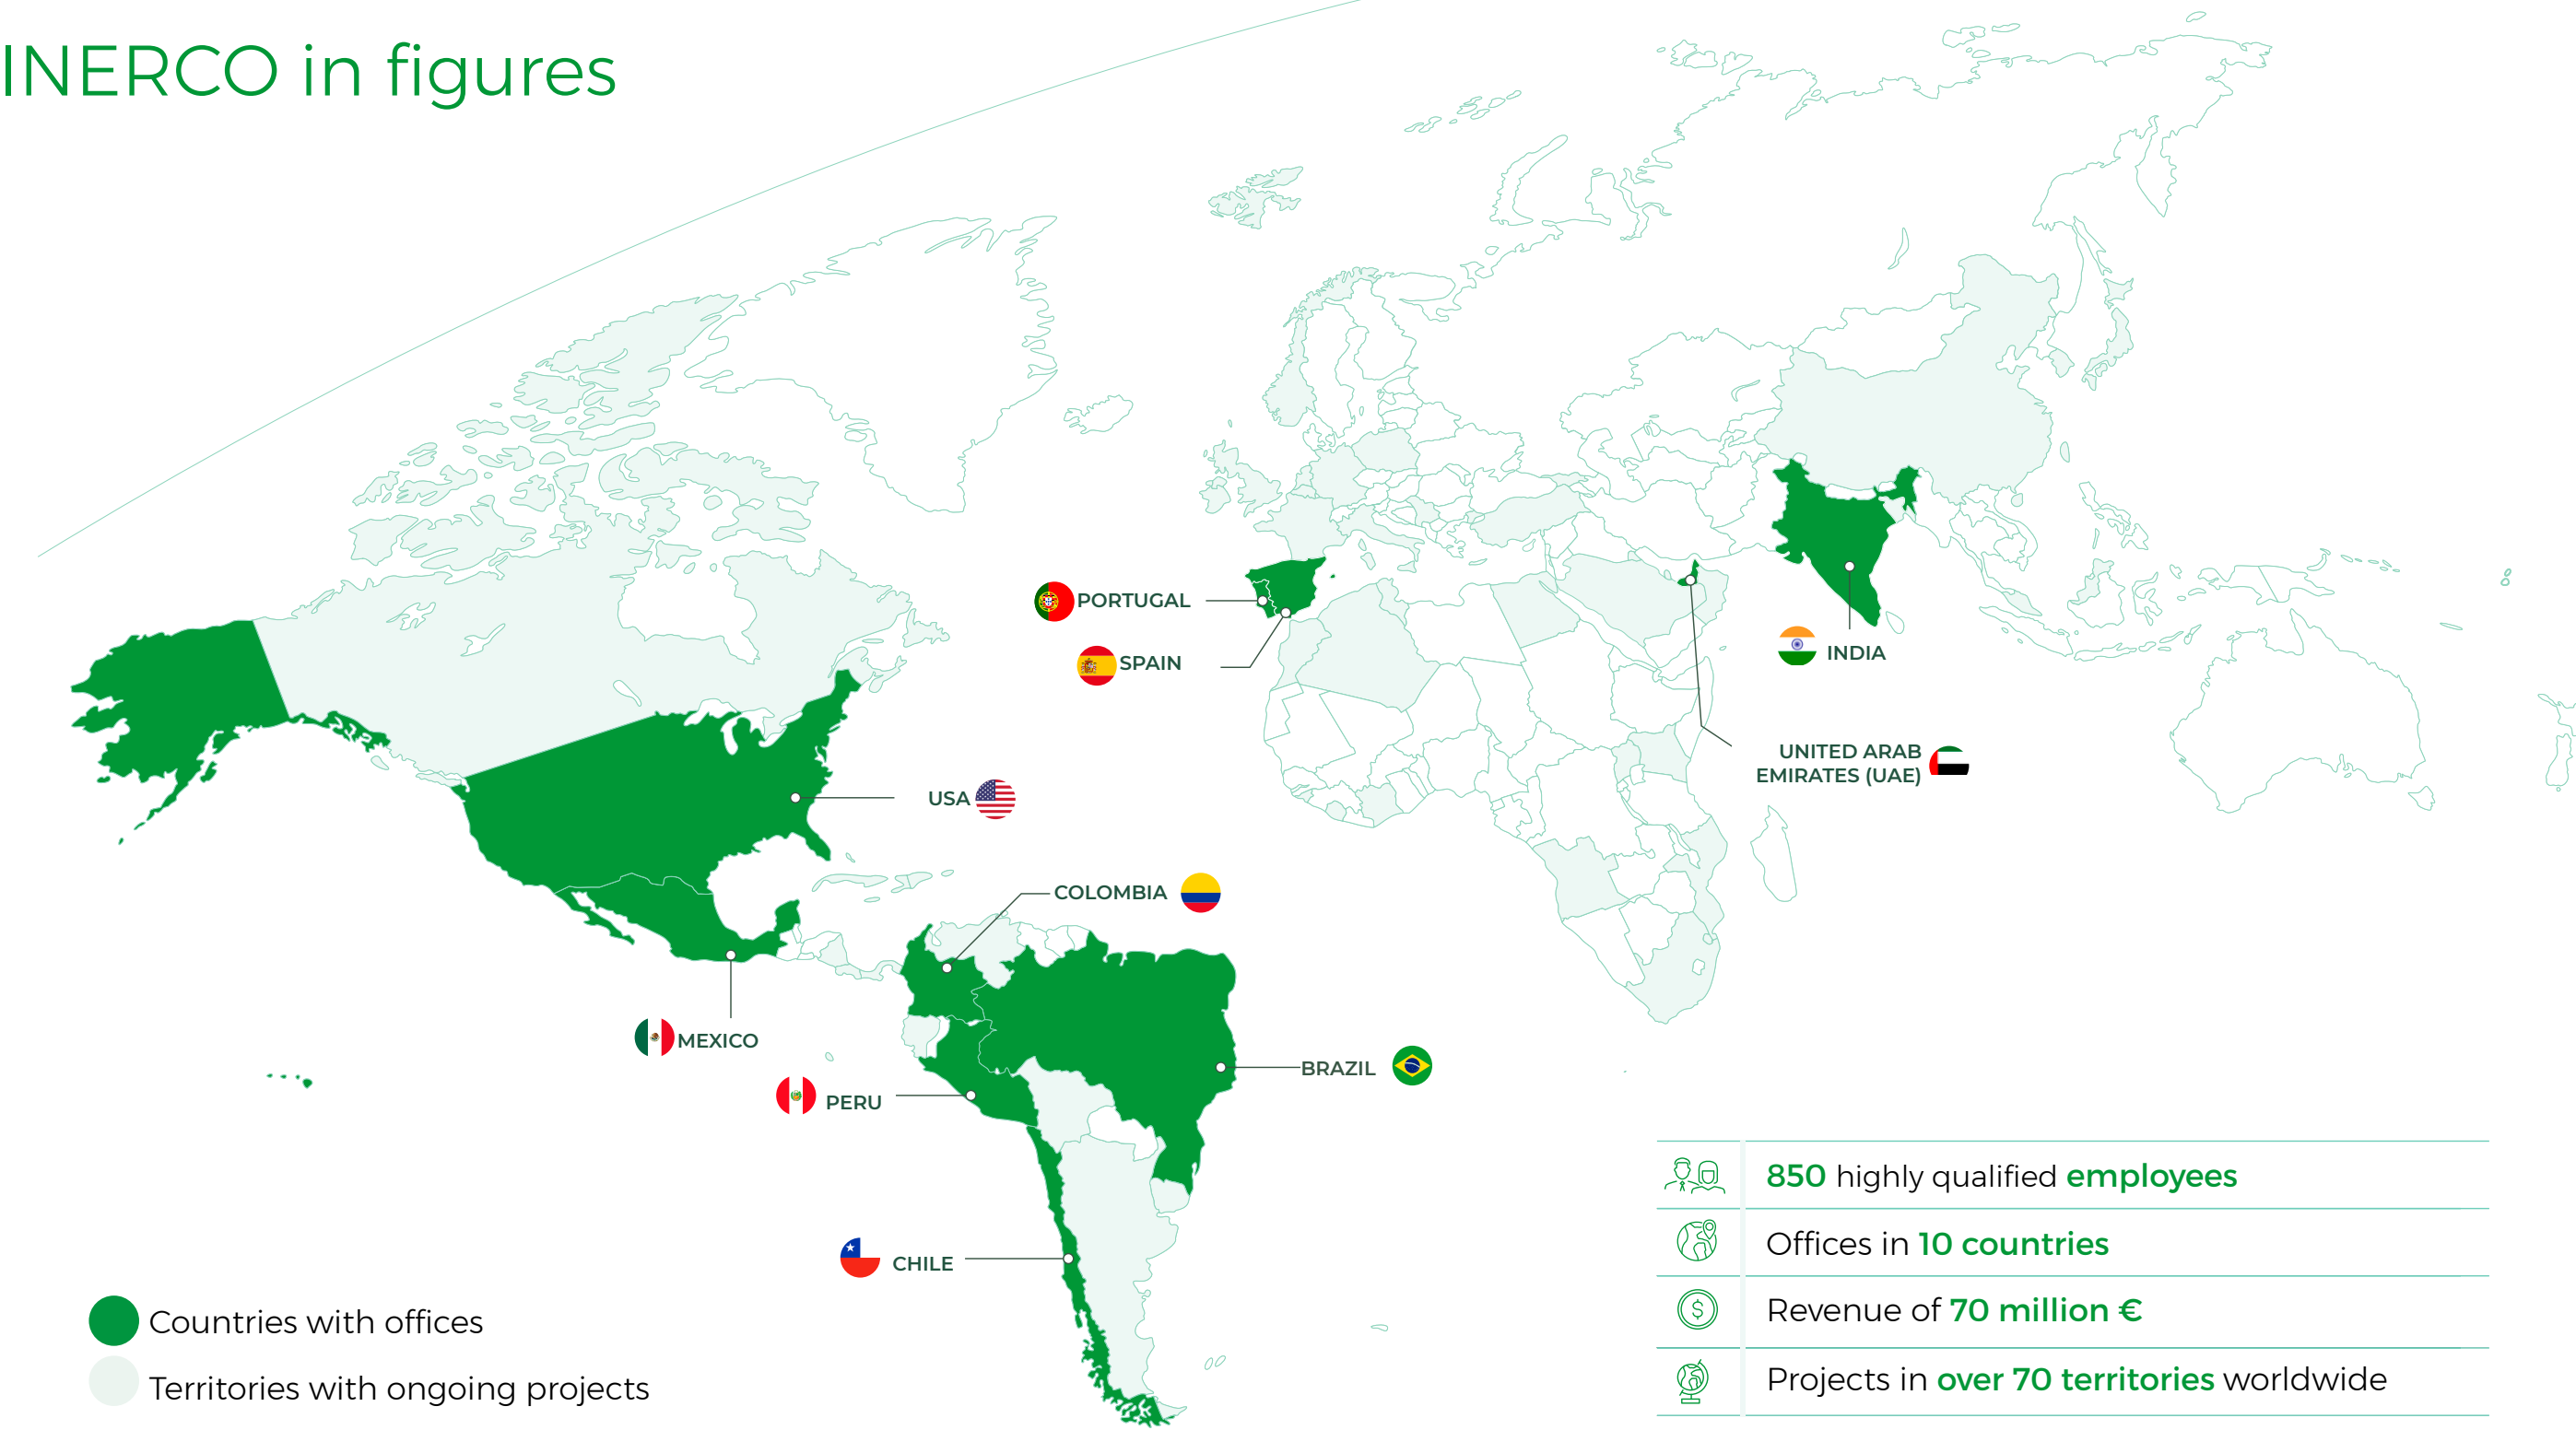 INERCO in figures
PORTUGAL
SPAIN
INDIA
UNITED ARAB
EMIRATES (UAE)
USA
COLOMBIA
MEXICO
BRAZIL
PERU
CHILE
Countries with offices
Territories with ongoing projects
850 highly qualified employees
Offices in 10 countries
Revenue of 70 million €
Projects in over 70 territories worldwide